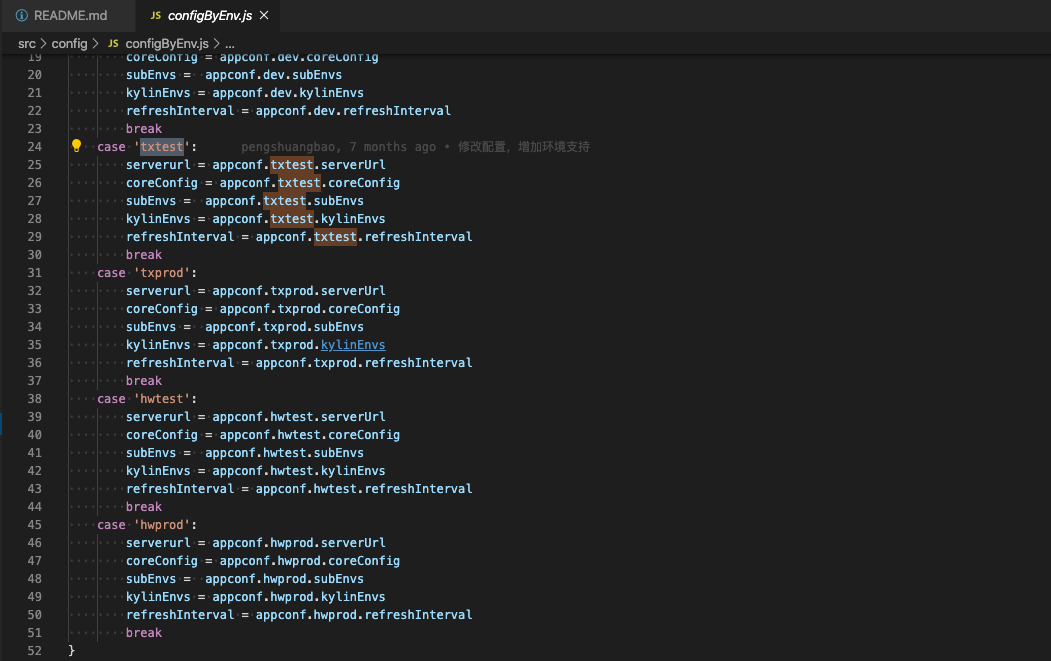 README.md
JS configByEnv.js
src > config > JS configByEnv.js > ...
19 coreConfig = appconf.dev.coreConfig
20 subEnvs =  appconf.dev.subEnvs
21 kylinEnvs = appconf.dev.kylinEnvs
22 refreshInterval = appconf.dev.refreshInterval
23 break
24 case 'txtest': pengshuangbao, 7 months ago • 修改配置，增加环境支持
25 serverurl = appconf.txtest.serverUrl
26 coreConfig = appconf.txtest.coreConfig
27 subEnvs =  appconf.txtest.subEnvs
28 kylinEnvs = appconf.txtest.kylinEnvs
29 refreshInterval = appconf.txtest.refreshInterval
30 break
31 case 'txprod':
32 serverurl = appconf.txprod.serverUrl
33 coreConfig = appconf.txprod.coreConfig
34 subEnvs =  appconf.txprod.subEnvs
35 kylinEnvs = appconf.txprod.kylinEnvs
36 refreshInterval = appconf.txprod.refreshInterval
37 break
38 case 'hwtest':
39 serverurl = appconf.hwtest.serverUrl
40 coreConfig = appconf.hwtest.coreConfig
41 subEnvs =  appconf.hwtest.subEnvs
42 kylinEnvs = appconf.hwtest.kylinEnvs
43 refreshInterval = appconf.hwtest.refreshInterval
44 break
45 case 'hwprod':
46 serverurl = appconf.hwprod.serverUrl
47 coreConfig = appconf.hwprod.coreConfig
48 subEnvs =  appconf.hwprod.subEnvs
49 kylinEnvs = appconf.hwprod.kylinEnvs
50 refreshInterval = appconf.hwprod.refreshInterval
51 break
52 }